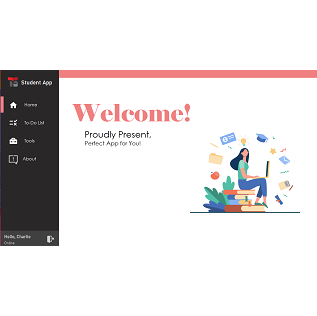 Student App
Home
To-Do List
Tools
About
Hello, Charlie
Online
Welcome!
Proudly Present,
Perfect App for You!